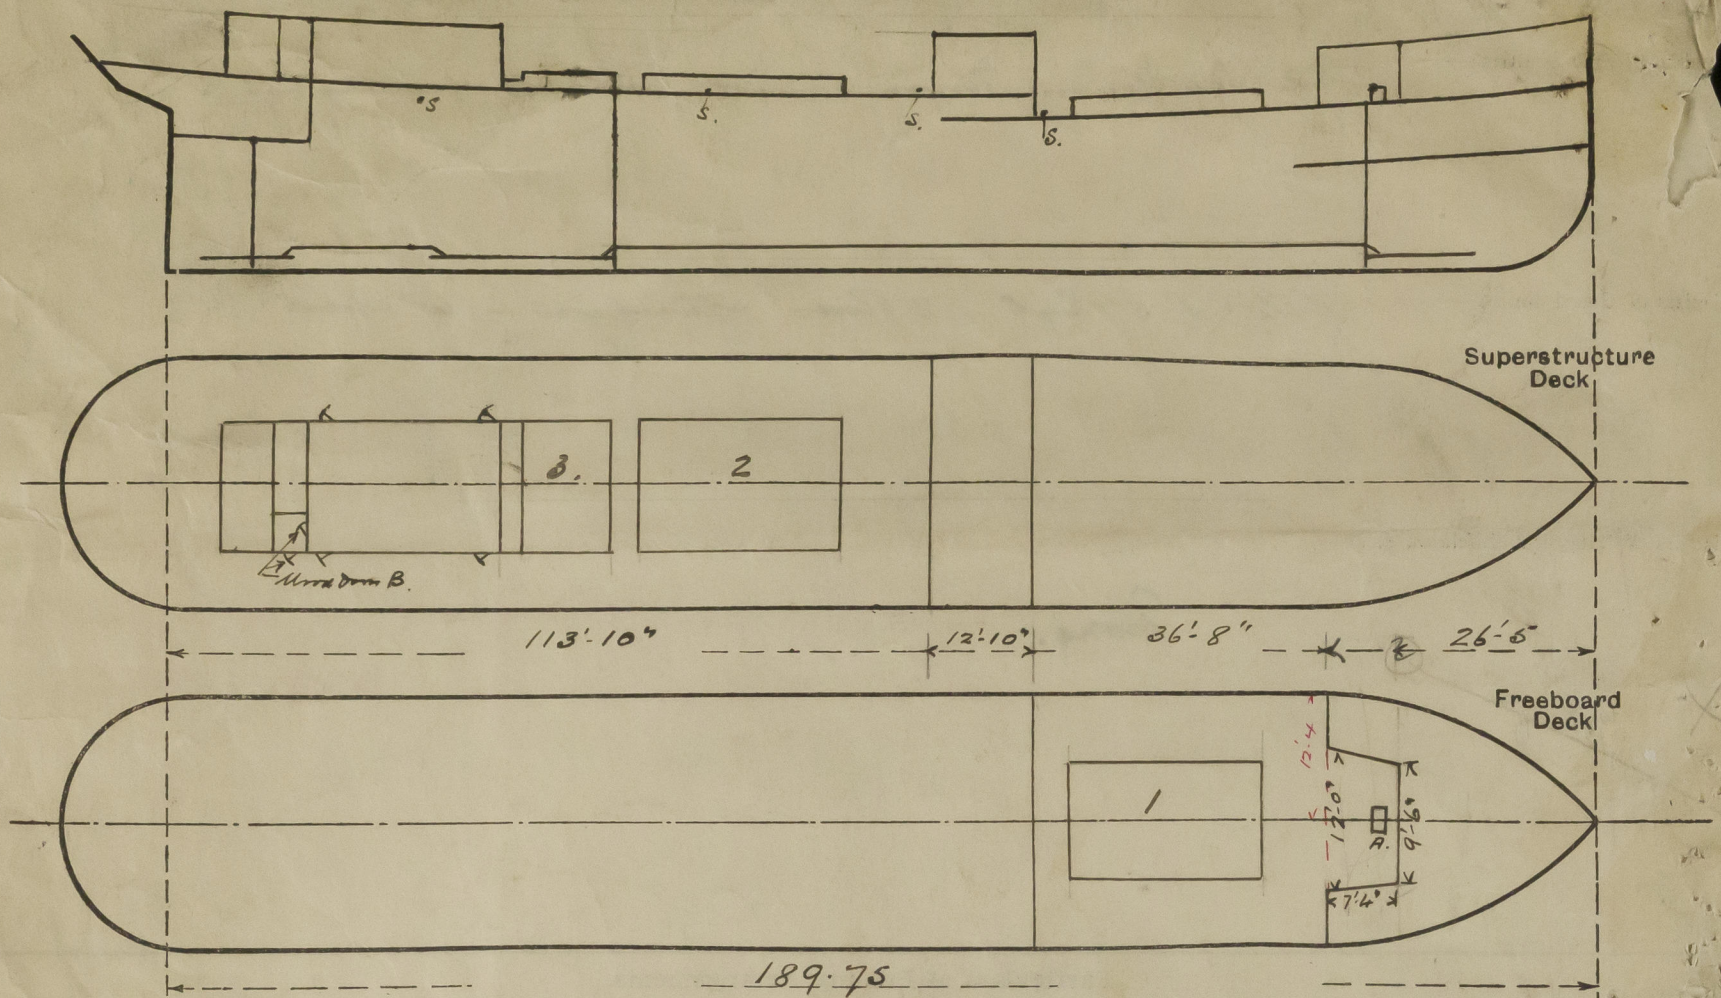 S
S.
S.
S.
Superstructure
Deck
3.
2
Door B.
113'-10"
12'-10"
36'-8"
26'-5
Freeboard
Deck
12'-4
1
12'-0"
A.
9'-6"
7'-4"
189.75